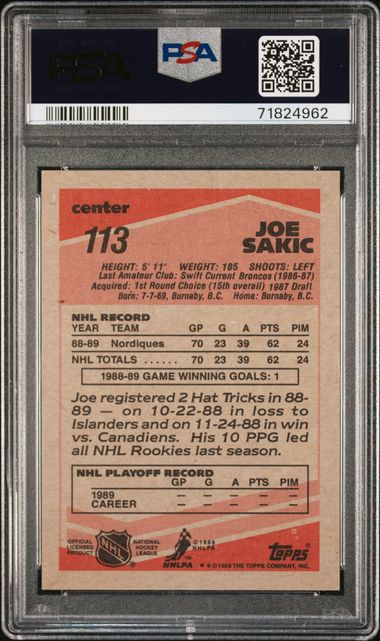 PSA
PSA
71824962
center
113
JOE
SAKIC
HEIGHT: 5' 11" WEIGHT: 185 SHOOTS: LEFT
Last Amateur Club: Swift Current Broncos (1986-87)
Acquired: 1st Round Choice (15th overall) 1987 Draft
Born: 7-7-69, Burnaby, B.C. Home: Burnaby, B.C.
NHL RECORD
YEAR TEAM GP G A PTS PIM
88-89 Nordiques 70 23 39 62 24
NHL TOTALS ...... 70 23 39 62 24
1988-89 GAME WINNING GOALS: 1
Joe registered 2 Hat Tricks in 88-
89 — on 10-22-88 in loss to
Islanders and on 11-24-88 in win
vs. Canadiens. His 10 PPG led
all NHL Rookies last season.
NHL PLAYOFF RECORD
GP G A PTS PIM
1989 — — — — —
CAREER — — — — —
OFFICIAL
LICENSED
PRODUCT
NHL
NATIONAL
HOCKEY
LEAGUE
©1989
NHLPA
NHLPA
TM
topps
* ©1989 THE TOPPS COMPANY, INC.